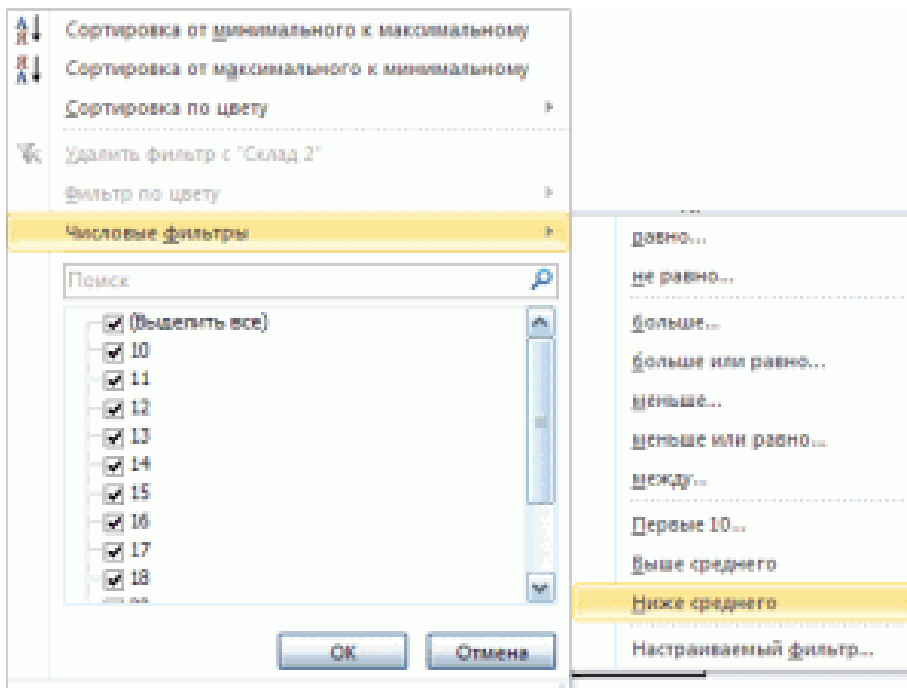 Сортировка от минимального к максимальному
Сортировка от максимального к минимальному
Сортировка по цвету
Удалить фильтр с "Склад 2"
Фильтр по цвету
Числовые фильтры
Поиск
(Выделить все)
10
11
12
13
14
15
16
17
18
ОК
Отмена
равно...
не равно...
больше...
больше или равно...
меньше...
меньше или равно...
между...
Первые 10...
Выше среднего
Ниже среднего
Настраиваемый фильтр...